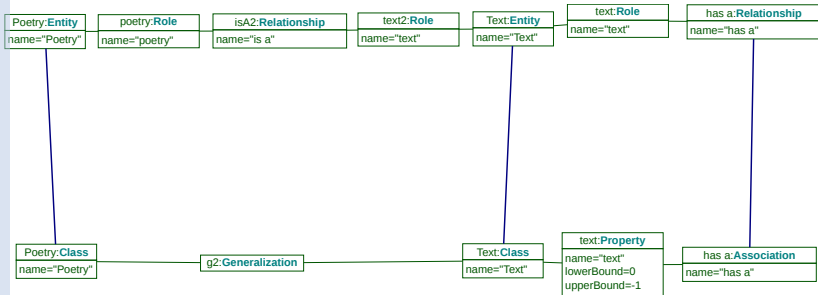 Poetry:Entity
name="Poetry"
poetry:Role
name="poetry"
isA2:Relationship
name="is a"
text2:Role
name="text"
Text:Entity
name="Text"
text:Role
name="text"
has a:Relationship
name="has a"
Poetry:Class
name="Poetry"
g2:Generalization
Text:Class
name="Text"
text:Property
name="text"
lowerBound=0
upperBound=-1
has a:Association
name="has a"